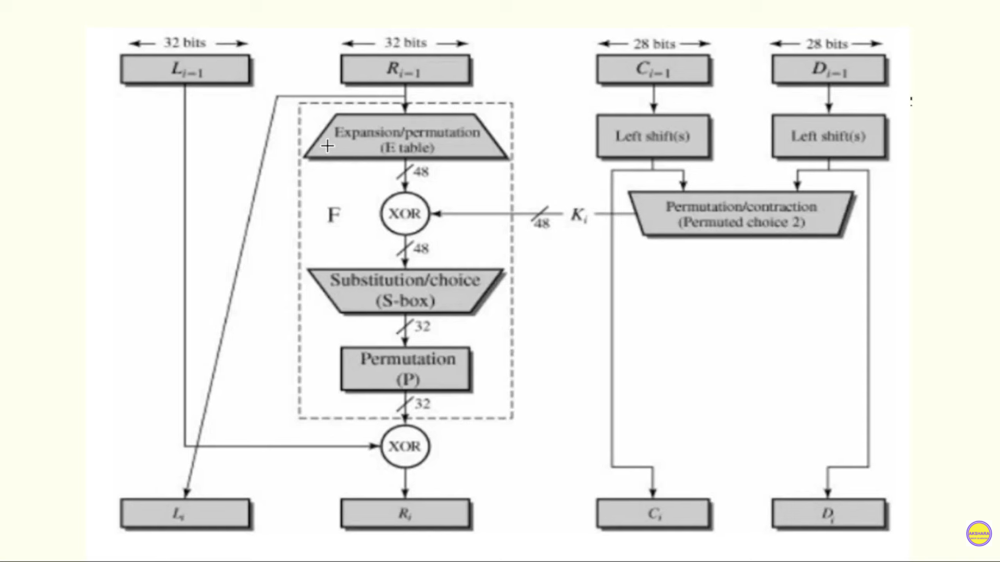 32 bits
32 bits
28 bits
28 bits
Li−1
Ri−1
Ci−1
Di−1
Expansion/permutation
(E table)
Left shift(s)
Left shift(s)
48
F
XOR
48
Ki
Permutation/contraction
(Permuted choice 2)
48
Substitution/choice
(S-box)
32
Permutation
(P)
32
XOR
Li
Ri
Ci
Di
AKSHARA